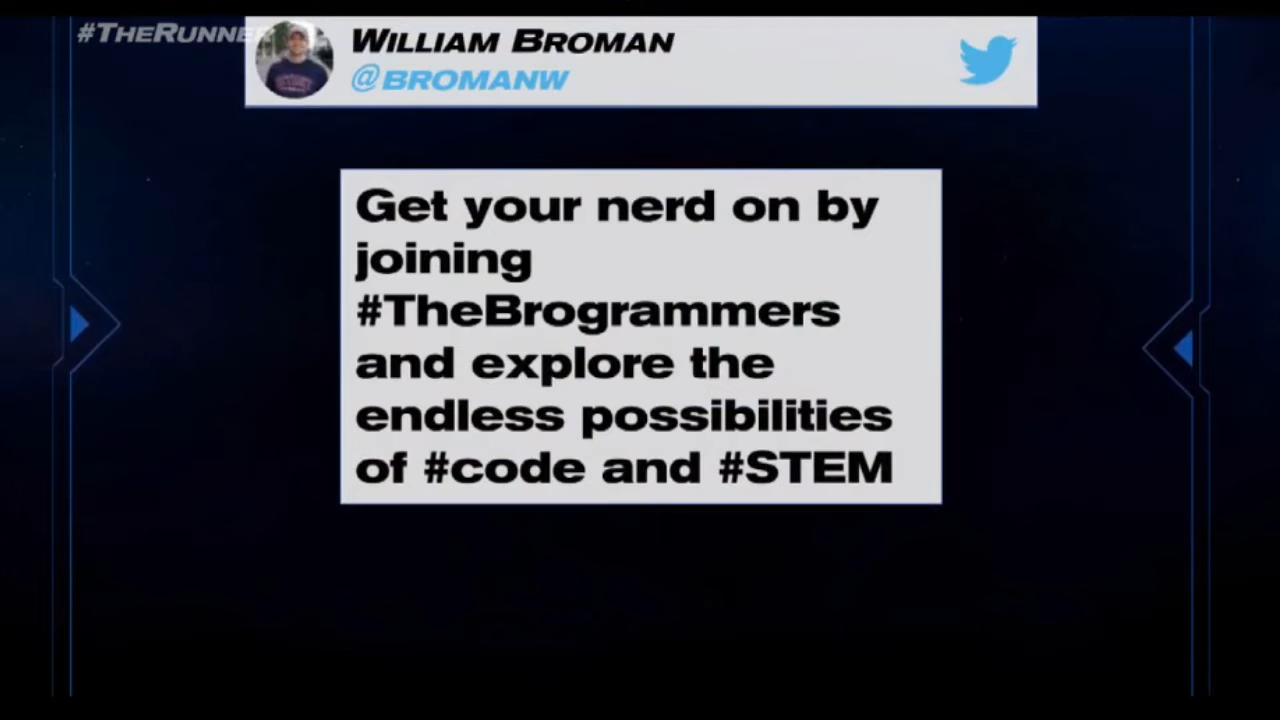 #TheRunner
William Broman
@bromanw
Get your nerd on by
joining
#TheBrogrammers
and explore the
endless possibilities
of #code and #STEM